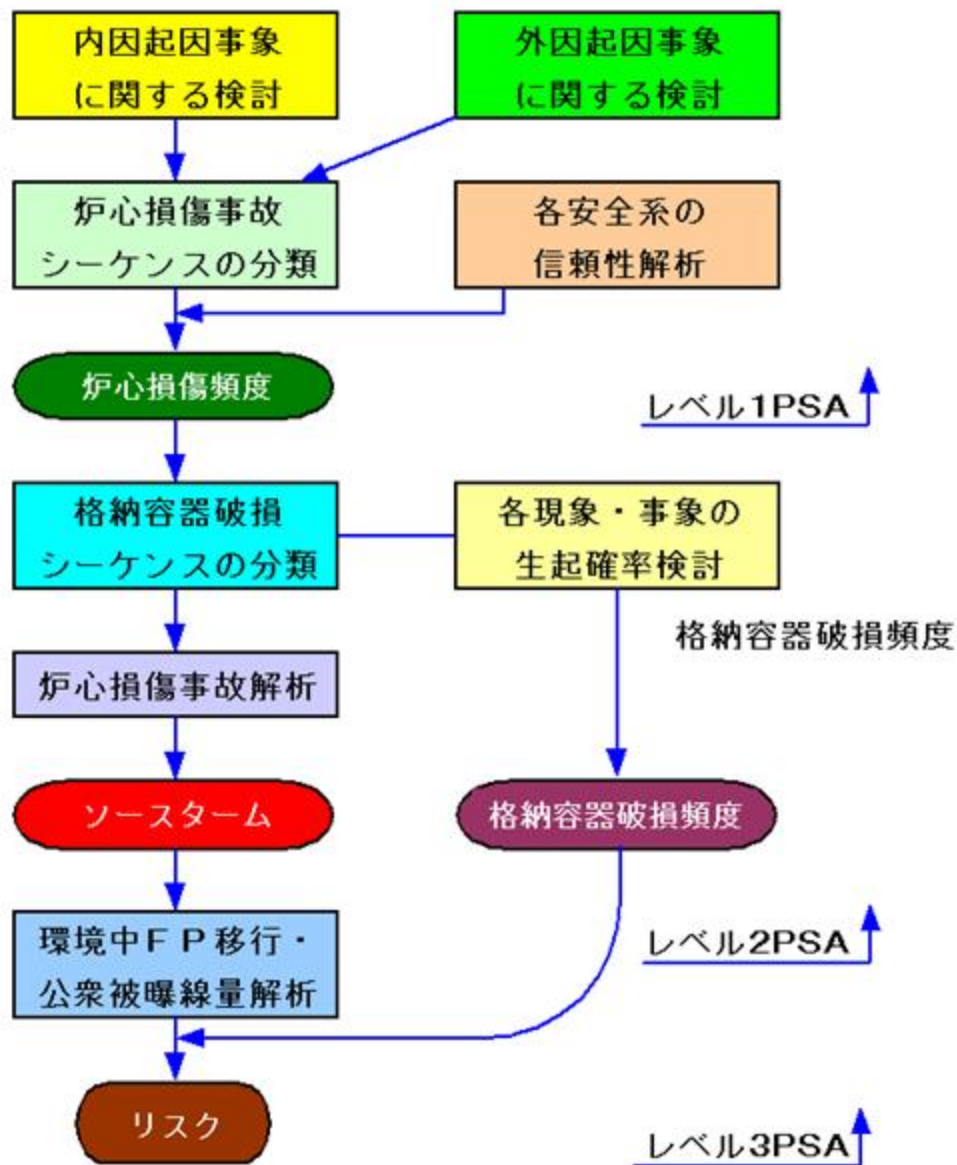 内因起因事象
に関する検討
外因起因事象
に関する検討
炉心損傷事故
シーケンスの分類
各安全系の
信頼性解析
炉心損傷頻度
レベル1PSA
格納容器破損
シーケンスの分類
各現象・事象の
生起確率検討
格納容器破損頻度
炉心損傷事故解析
ソースターム
格納容器破損頻度
環境中ＦＰ移行・
公衆被曝線量解析
レベル2PSA
リスク
レベル3PSA